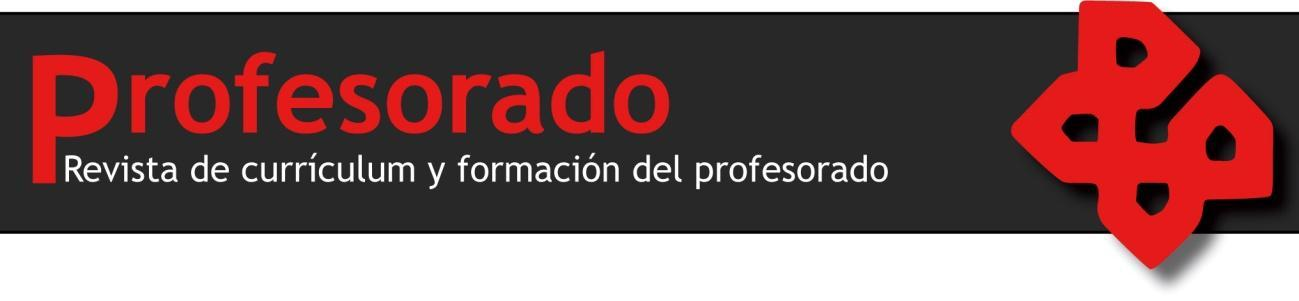 Profesorado
Revista de currículum y formación del profesorado